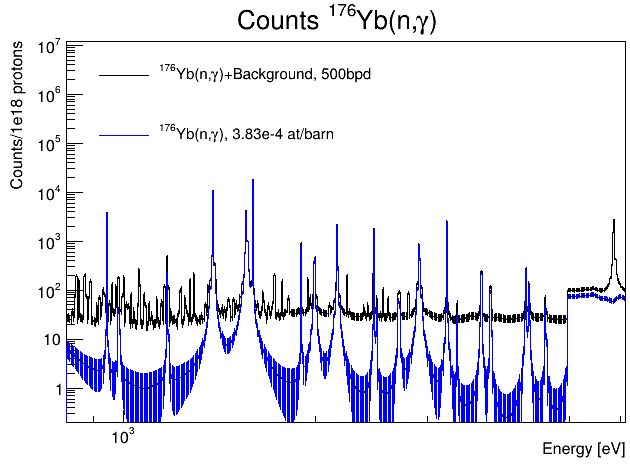 Counts ¹⁷⁶Yb(n,γ)
Counts/1e18 protons
10⁷
10⁶
10⁵
10⁴
10³
10²
10
1
¹⁷⁶Yb(n,γ)+Background, 500bpd
¹⁷⁶Yb(n,γ), 3.83e-4 at/barn
10³
Energy [eV]